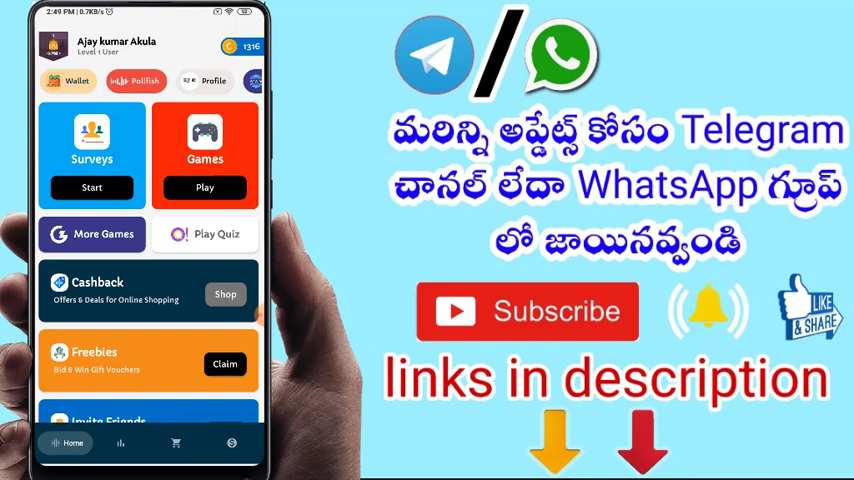 2:49 PM | 0.7KB/s
Ajay kumar Akula
Level 1 User
1316
Wallet
Pollfish
Profile
Surveys
Start
Games
Play
More Games
Play Quiz
Cashback
Offers & Deals for Online Shopping
Shop
Freebies
Bid & Win Gift Vouchers
Claim
Invite Friends
Home
మరిన్ని అప్డేట్స్ కోసం Telegram
చానల్ లేదా WhatsApp గ్రూప్
లో జాయినవ్వండి
Subscribe
LIKE
& SHARE
links in description